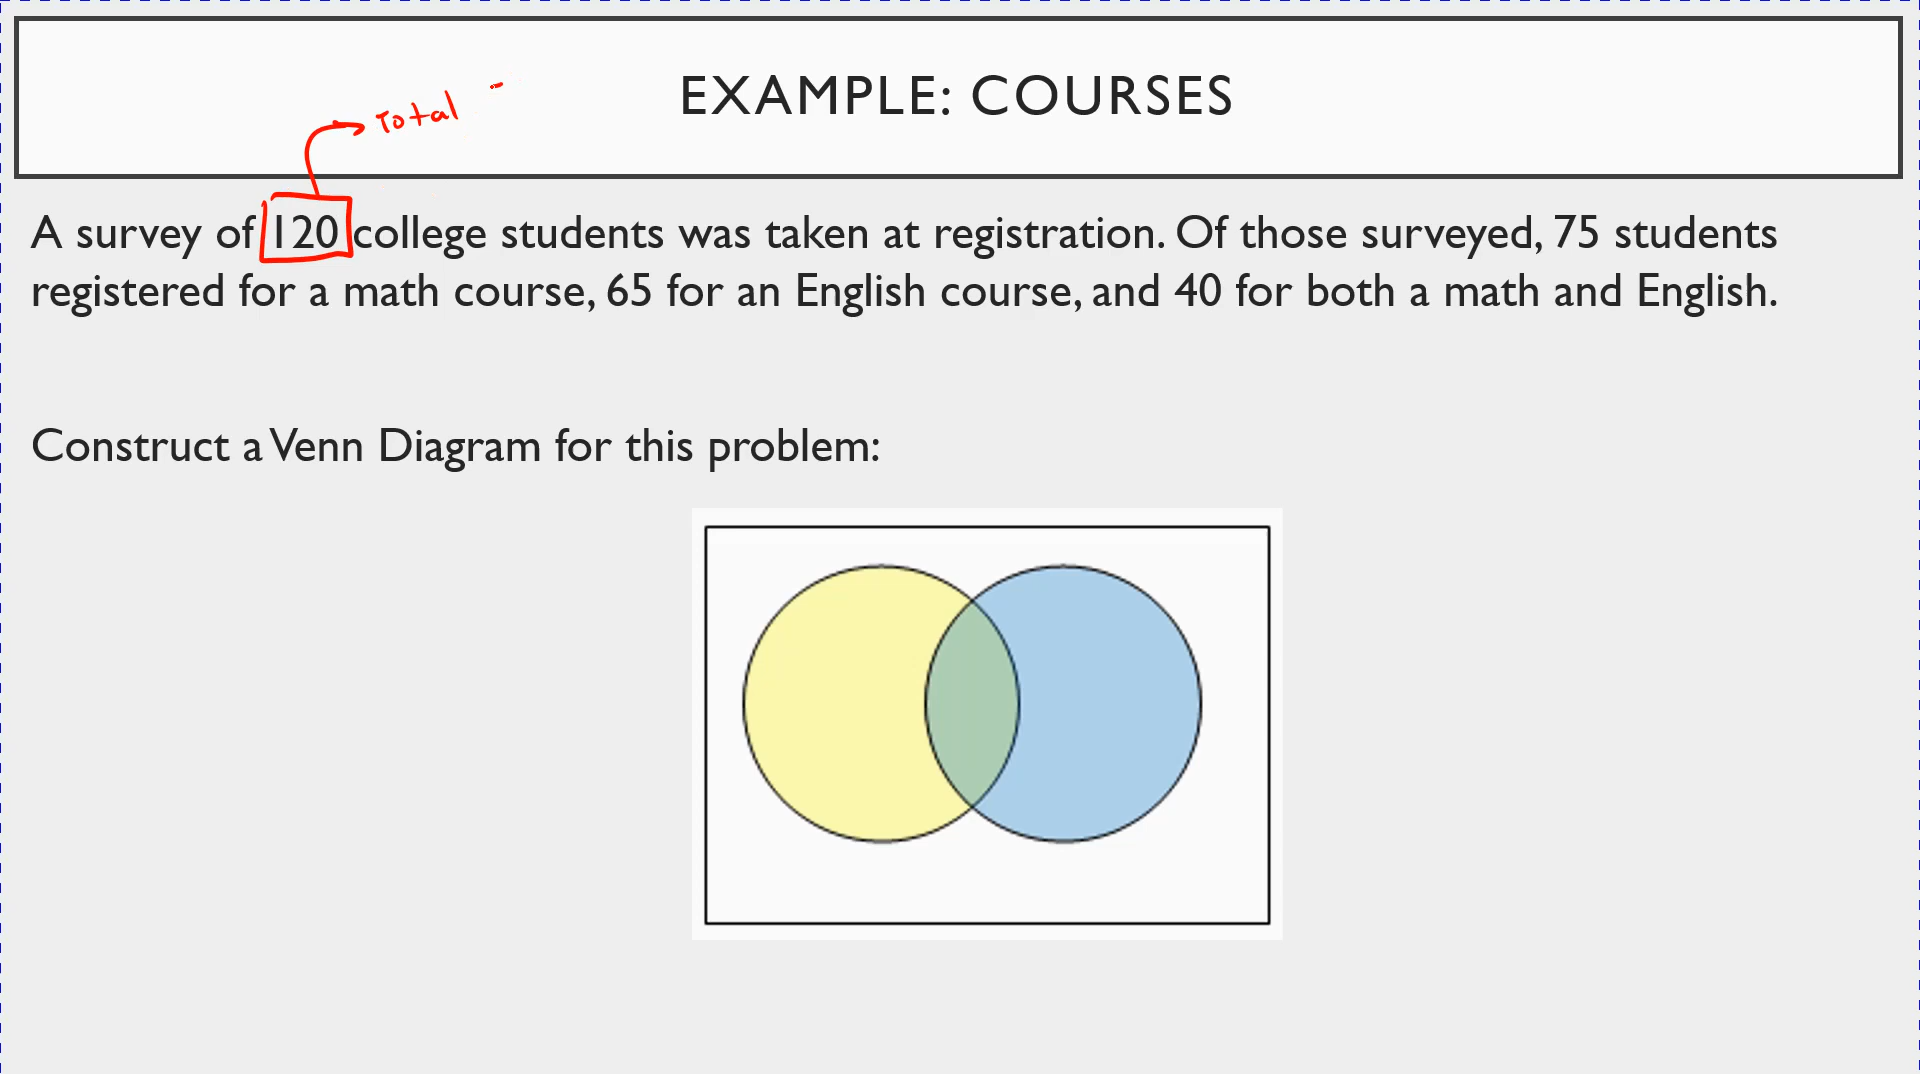 EXAMPLE: COURSES
Total -
A survey of 120 college students was taken at registration. Of those surveyed, 75 students
registered for a math course, 65 for an English course, and 40 for both a math and English.
Construct a Venn Diagram for this problem: